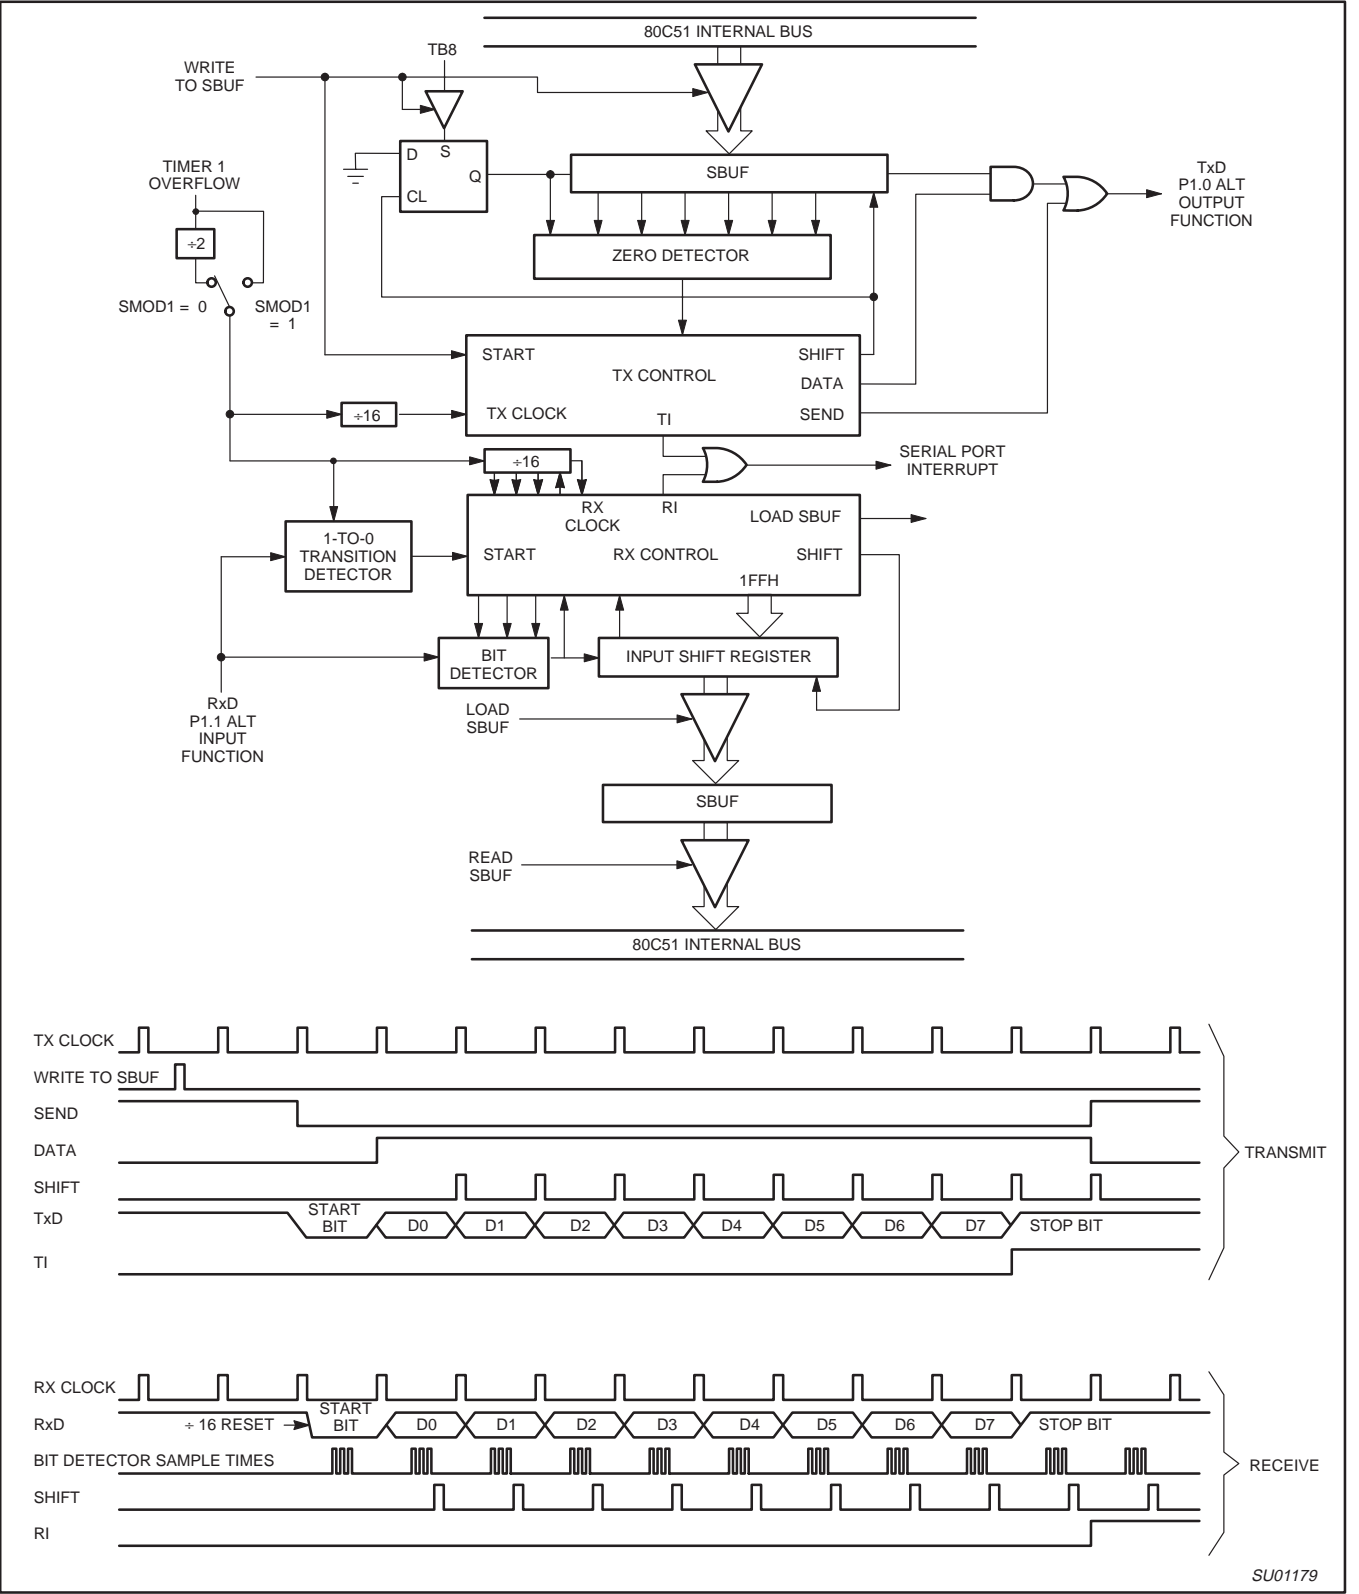 80C51 INTERNAL BUS
TB8
WRITE
TO SBUF
D
S
Q
CL
SBUF
TxD
P1.0 ALT
OUTPUT
FUNCTION
TIMER 1
OVERFLOW
÷2
ZERO DETECTOR
SMOD1 = 0
SMOD1
= 1
START
SHIFT
TX CONTROL
DATA
÷16
TX CLOCK
TI
SEND
SERIAL PORT
INTERRUPT
÷16
RX
CLOCK
RI
LOAD SBUF
1-TO-0
TRANSITION
DETECTOR
START
RX CONTROL
SHIFT
1FFH
BIT
DETECTOR
INPUT SHIFT REGISTER
RxD
P1.1 ALT
INPUT
FUNCTION
LOAD
SBUF
SBUF
READ
SBUF
80C51 INTERNAL BUS
TX CLOCK
WRITE TO SBUF
SEND
DATA
TRANSMIT
SHIFT
TxD
START
BIT
D0
D1
D2
D3
D4
D5
D6
D7
STOP BIT
TI
RX CLOCK
RxD
÷ 16 RESET
START
BIT
D0
D1
D2
D3
D4
D5
D6
D7
STOP BIT
BIT DETECTOR SAMPLE TIMES
RECEIVE
SHIFT
RI
SU01179